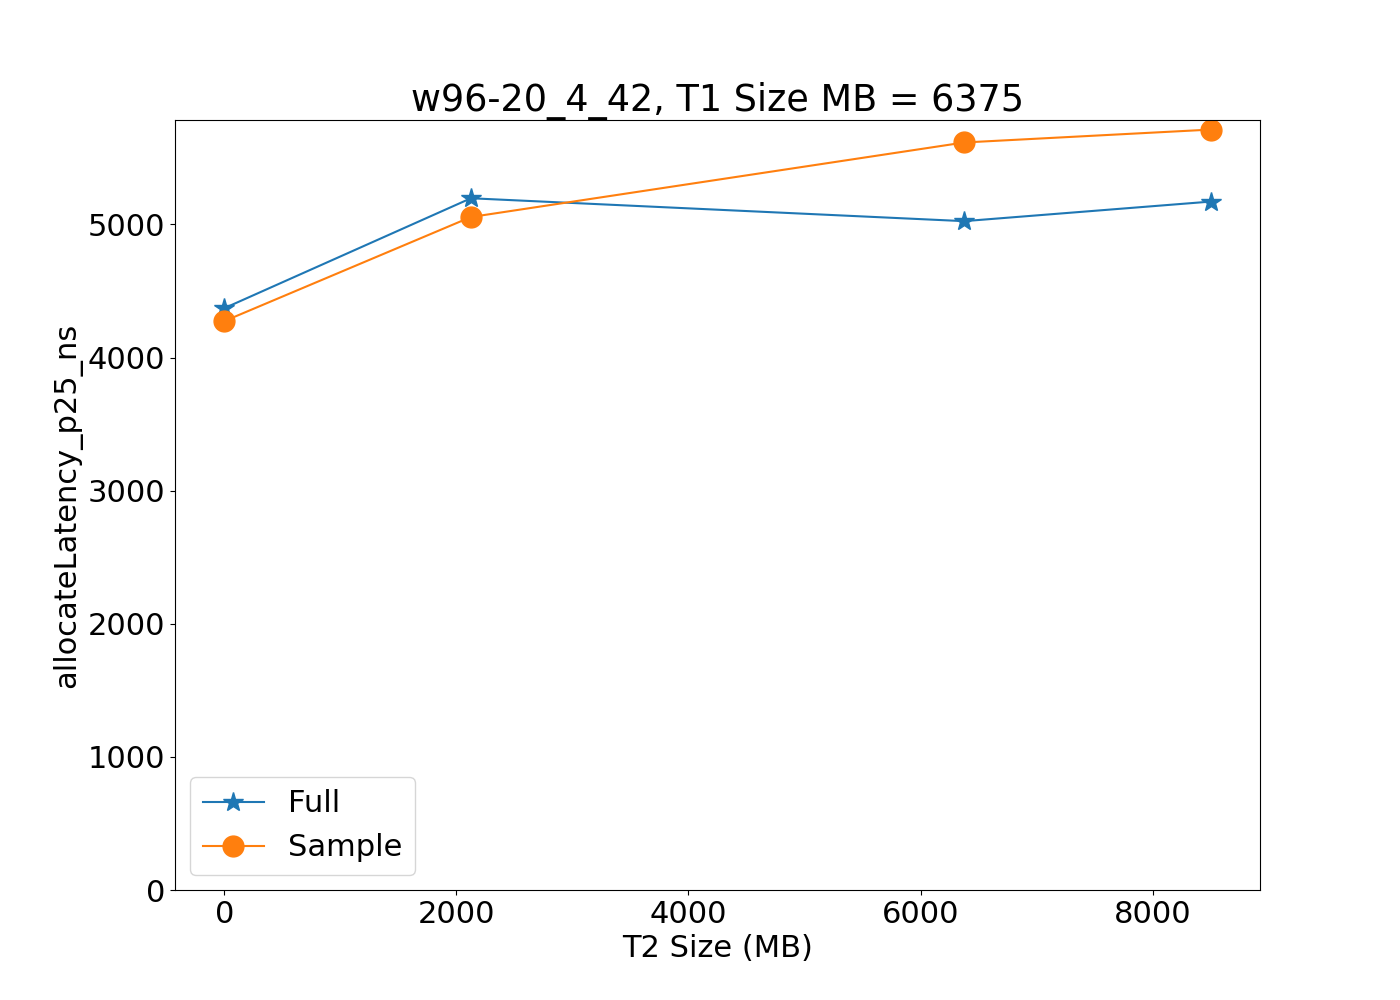 w96-20_4_42, T1 Size MB = 6375
allocateLatency_p25_ns
5000
4000
3000
2000
1000
0
Full
Sample
0 2000 4000 6000 8000
T2 Size (MB)